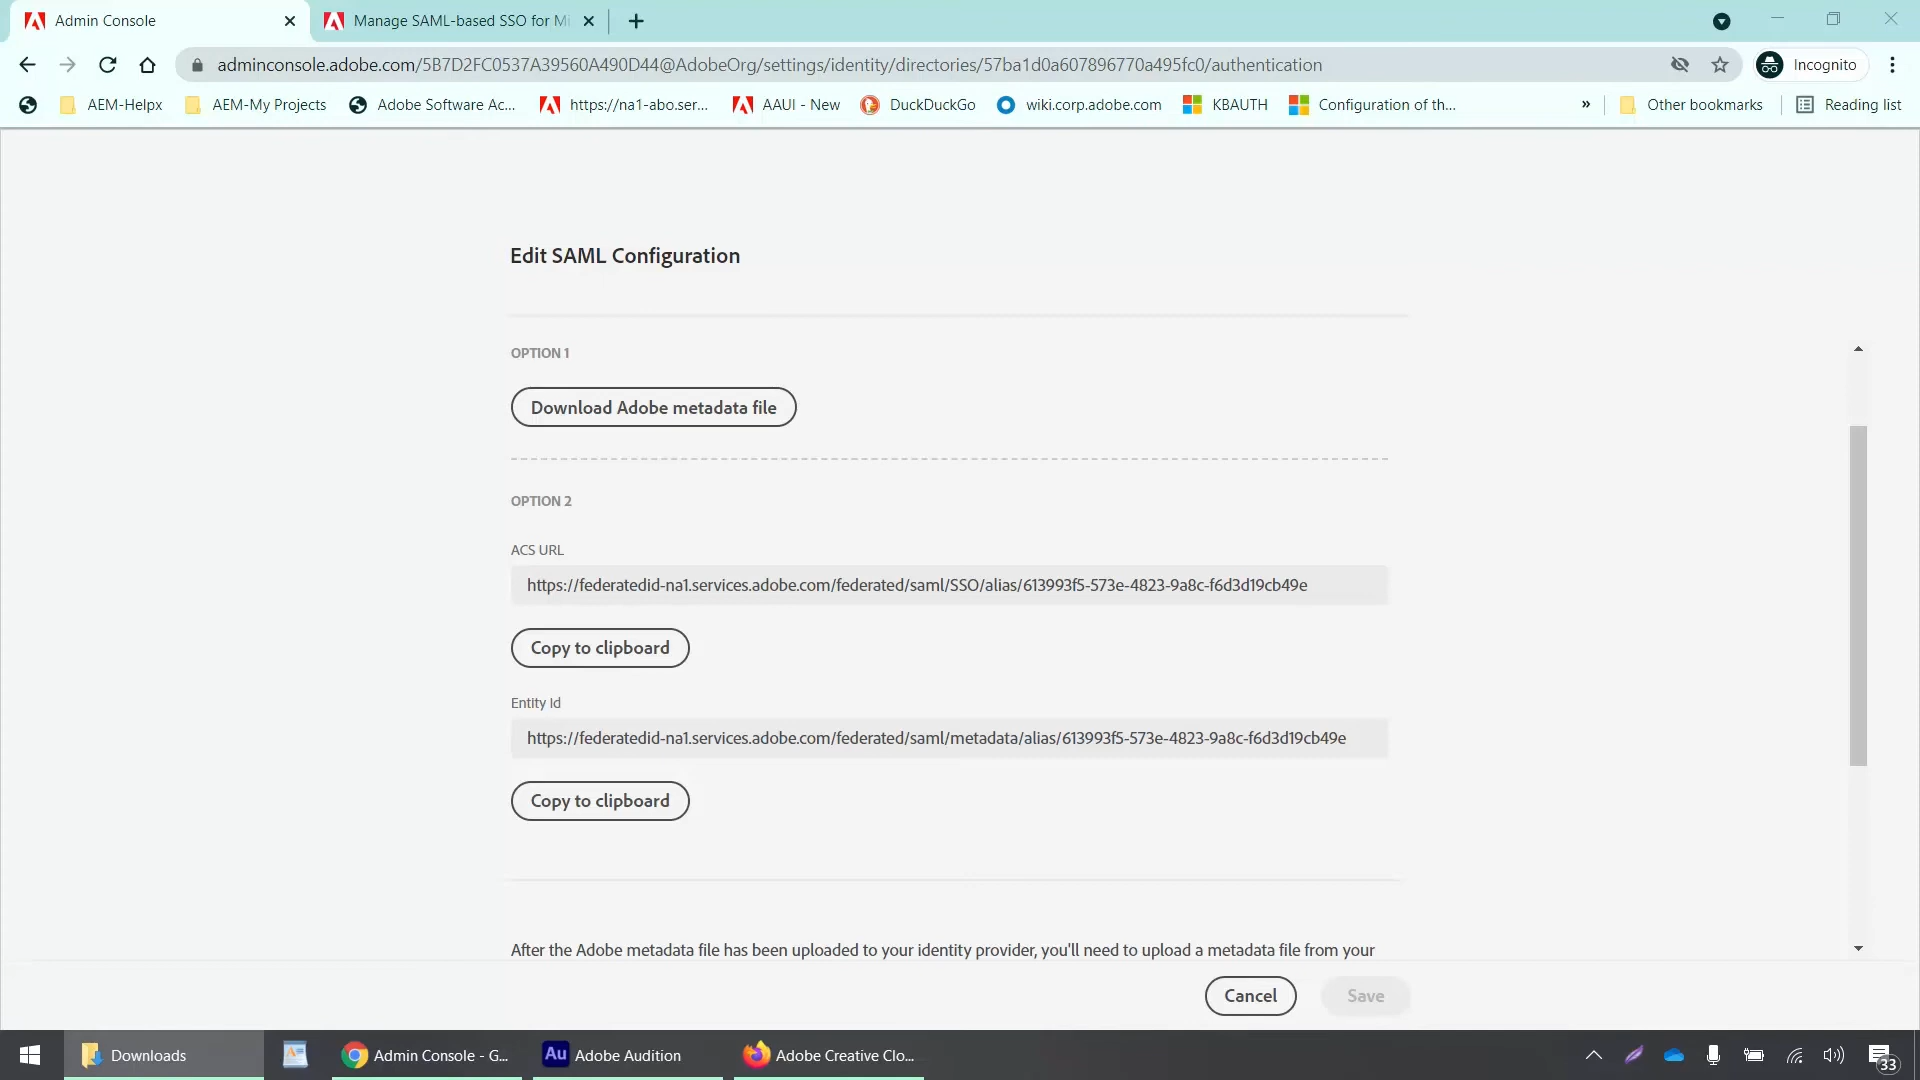 Admin Console
Manage SAML-based SSO for Mi
adminconsole.adobe.com/5B7D2FC0537A39560A490D44@AdobeOrg/settings/identity/directories/57ba1d0a607896770a495fc0/authentication
Incognito
AEM-Helpx
AEM-My Projects
Adobe Software Ac...
https://na1-abo.ser...
AAUI - New
DuckDuckGo
wiki.corp.adobe.com
KBAUTH
Configuration of th...
»
Other bookmarks
Reading list
Edit SAML Configuration
OPTION 1
Download Adobe metadata file
OPTION 2
ACS URL
https://federatedid-na1.services.adobe.com/federated/saml/SSO/alias/613993f5-573e-4823-9a8c-f6d3d19cb49e
Copy to clipboard
Entity Id
https://federatedid-na1.services.adobe.com/federated/saml/metadata/alias/613993f5-573e-4823-9a8c-f6d3d19cb49e
Copy to clipboard
After the Adobe metadata file has been uploaded to your identity provider, you'll need to upload a metadata file from your
Cancel
Save
Downloads
Admin Console - G...
Au
Adobe Audition
Adobe Creative Clo...
33